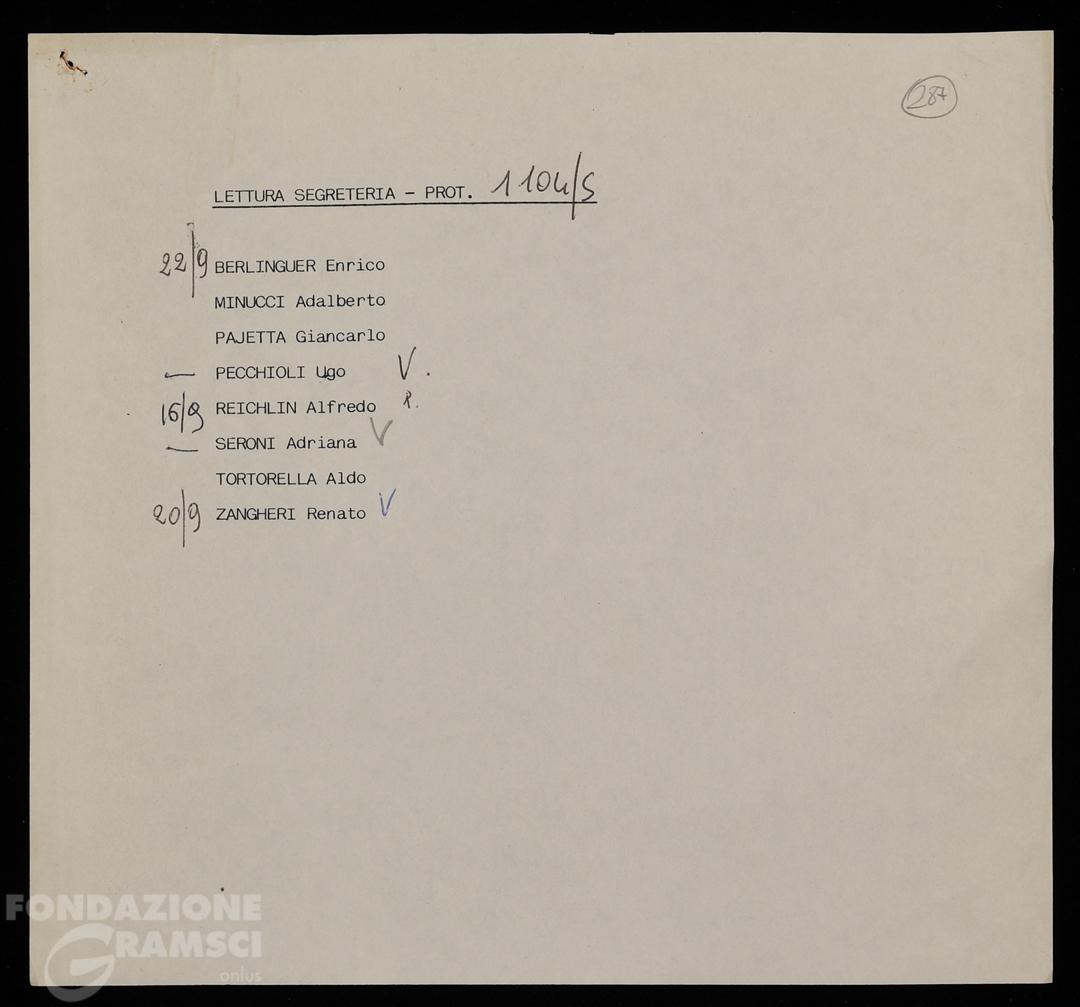 287
LETTURA SEGRETERIA - PROT. 1104/S
22/9 BERLINGUER Enrico
MINUCCI Adalberto
PAJETTA Giancarlo
— PECCHIOLI Ugo V.
16/9 REICHLIN Alfredo R.
— SERONI Adriana V
TORTORELLA Aldo
20/9 ZANGHERI Renato V
FONDAZIONE
GRAMSCI
onlus